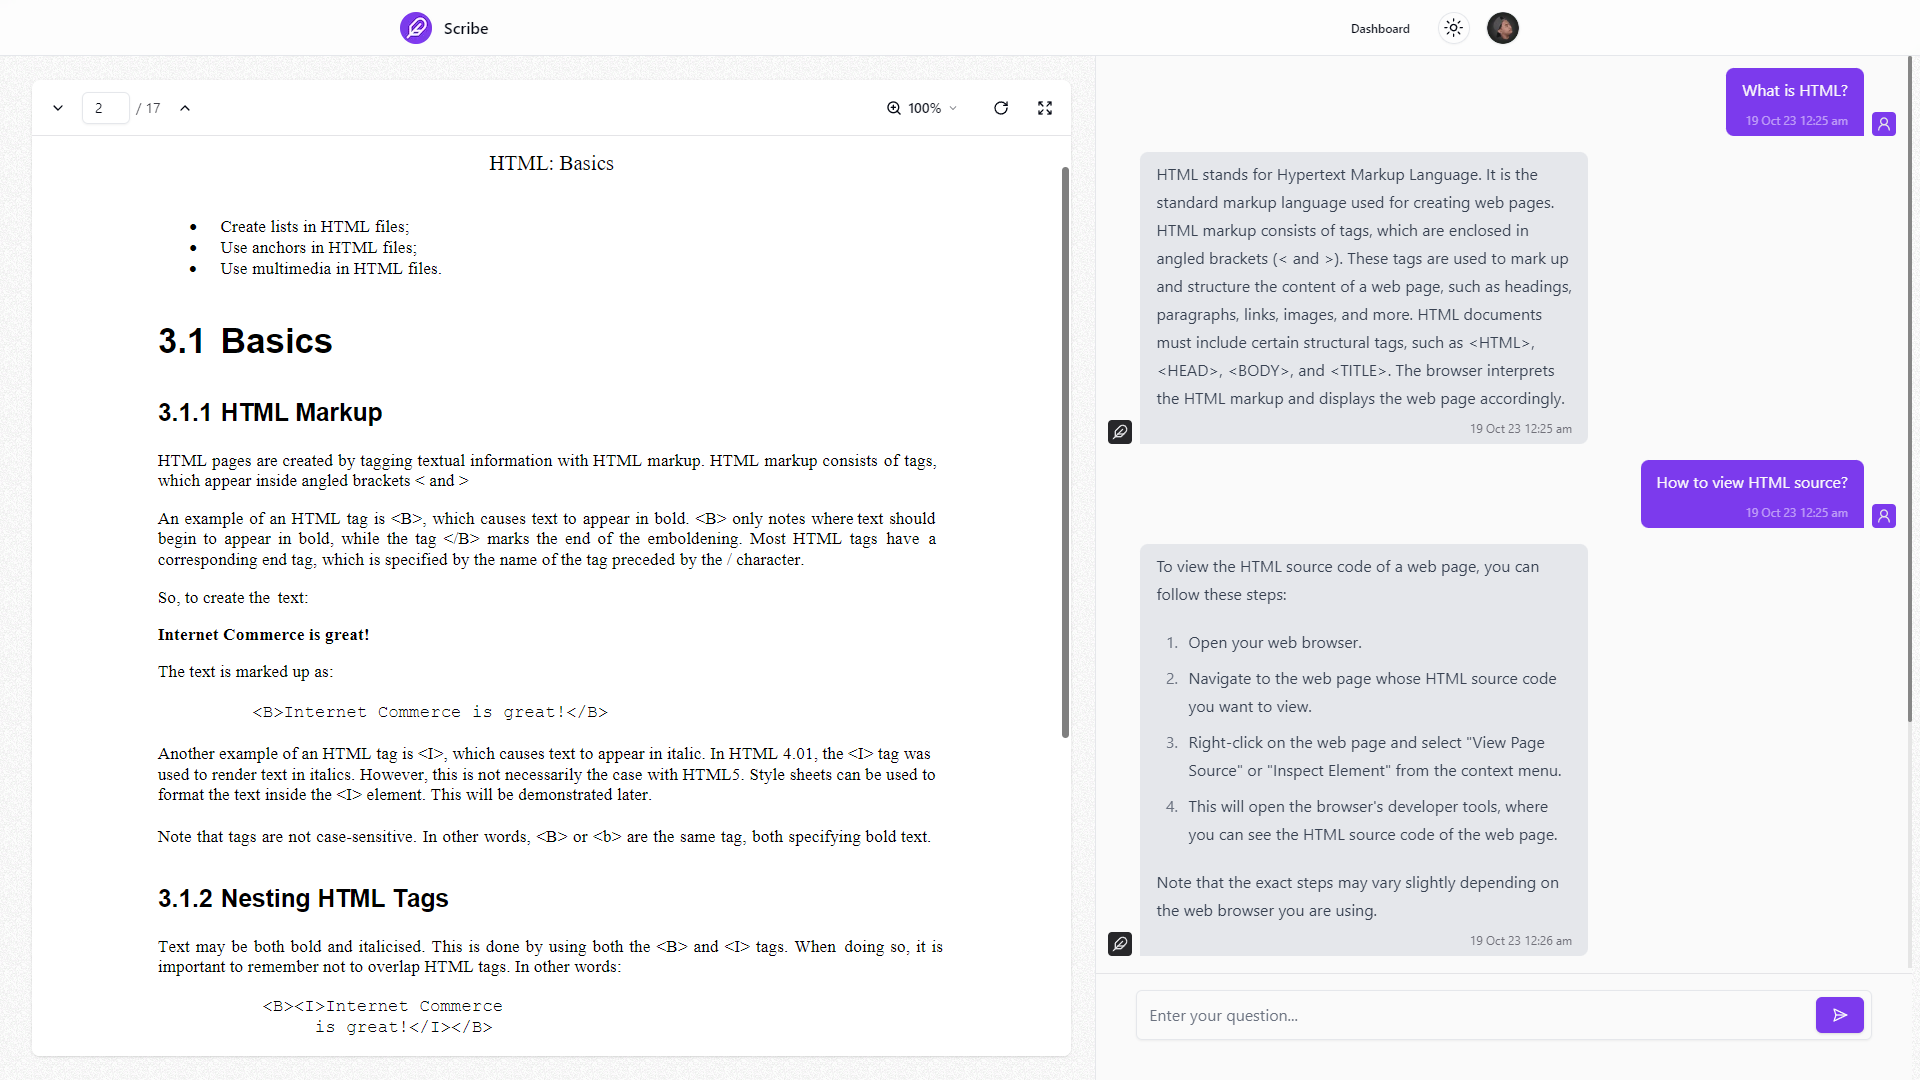 Scribe
Dashboard
2 / 17
100%
HTML: Basics
• Create lists in HTML files;
• Use anchors in HTML files;
• Use multimedia in HTML files.
3.1 Basics
3.1.1 HTML Markup
HTML pages are created by tagging textual information with HTML markup. HTML markup consists of tags,
which appear inside angled brackets < and >
An example of an HTML tag is <B>, which causes text to appear in bold. <B> only notes where text should
begin to appear in bold, while the tag </B> marks the end of the emboldening. Most HTML tags have a
corresponding end tag, which is specified by the name of the tag preceded by the / character.
So, to create the text:
Internet Commerce is great!
The text is marked up as:
<B>Internet Commerce is great!</B>
Another example of an HTML tag is <I>, which causes text to appear in italic. In HTML 4.01, the <I> tag was
used to render text in italics. However, this is not necessarily the case with HTML5. Style sheets can be used to
format the text inside the <I> element. This will be demonstrated later.
Note that tags are not case-sensitive. In other words, <B> or <b> are the same tag, both specifying bold text.
3.1.2 Nesting HTML Tags
Text may be both bold and italicised. This is done by using both the <B> and <I> tags. When doing so, it is
important to remember not to overlap HTML tags. In other words:
<B><I>Internet Commerce
is great!</I></B>
What is HTML?
19 Oct 23 12:25 am
HTML stands for Hypertext Markup Language. It is the
standard markup language used for creating web pages.
HTML markup consists of tags, which are enclosed in
angled brackets (< and >). These tags are used to mark up
and structure the content of a web page, such as headings,
paragraphs, links, images, and more. HTML documents
must include certain structural tags, such as <HTML>,
<HEAD>, <BODY>, and <TITLE>. The browser interprets
the HTML markup and displays the web page accordingly.
19 Oct 23 12:25 am
How to view HTML source?
19 Oct 23 12:25 am
To view the HTML source code of a web page, you can
follow these steps:
1. Open your web browser.
2. Navigate to the web page whose HTML source code
you want to view.
3. Right-click on the web page and select "View Page
Source" or "Inspect Element" from the context menu.
4. This will open the browser's developer tools, where
you can see the HTML source code of the web page.
Note that the exact steps may vary slightly depending on
the web browser you are using.
19 Oct 23 12:26 am
Enter your question...